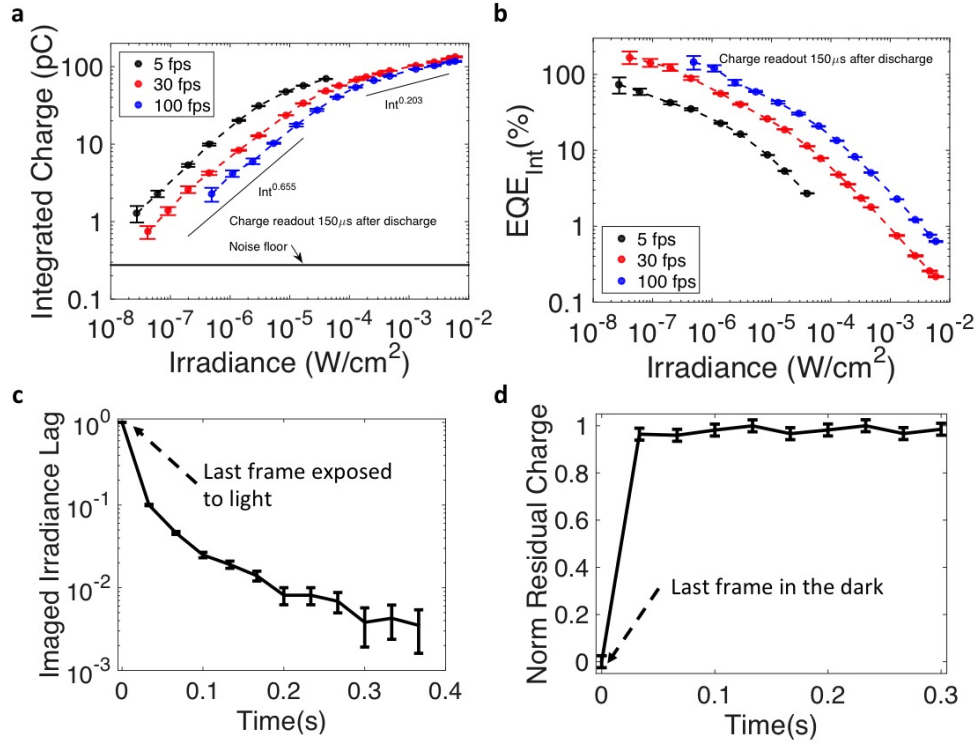 a
Integrated Charge (pC)
100
10
1
0.1
5 fps
30 fps
100 fps
Int^0.203
Int^0.655
Charge readout 150μs after discharge
Noise floor
10^-8 10^-7 10^-6 10^-5 10^-4 10^-3 10^-2
Irradiance (W/cm^2)
b
EQE_Int(%)
100
10
1
0.1
Charge readout 150μs after discharge
5 fps
30 fps
100 fps
10^-8 10^-7 10^-6 10^-5 10^-4 10^-3 10^-2
Irradiance (W/cm^2)
c
Imaged Irradiance Lag
10^0
10^-1
10^-2
10^-3
Last frame exposed
to light
0 0.1 0.2 0.3 0.4
Time(s)
d
Norm Residual Charge
1
0.8
0.6
0.4
0.2
0
Last frame in the dark
0 0.1 0.2 0.3
Time(s)